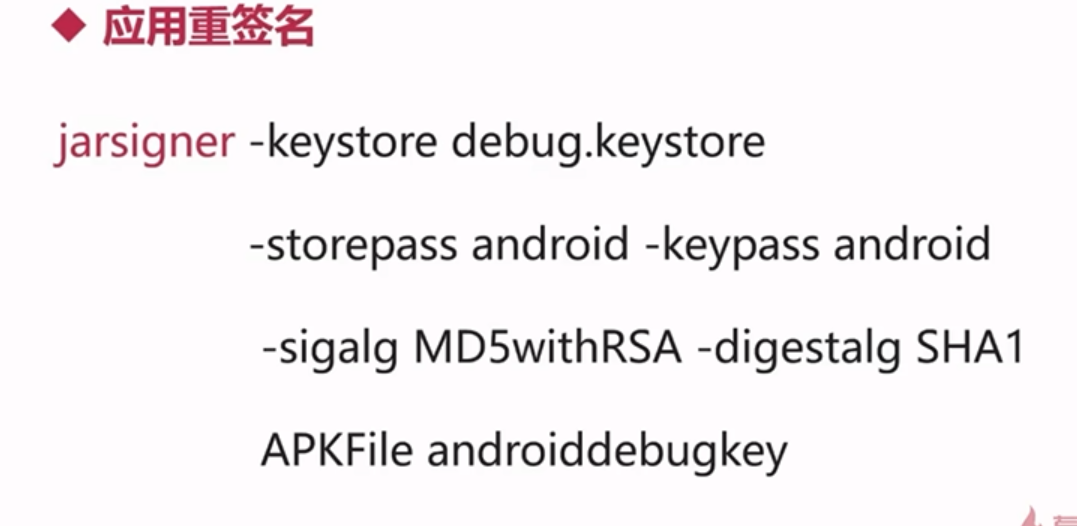 应用重签名
jarsigner -keystore debug.keystore
-storepass android -keypass android
-sigalg MD5withRSA -digestalg SHA1
APKFile androiddebugkey